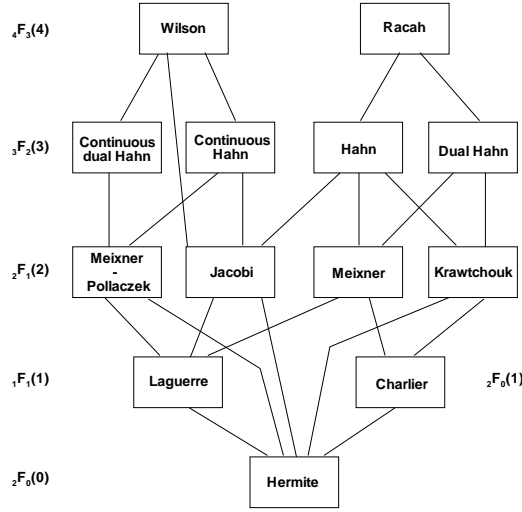 ₄F₃(4)
Wilson
Racah
₃F₂(3)
Continuous
dual Hahn
Continuous
Hahn
Hahn
Dual Hahn
₂F₁(2)
Meixner
-
Pollaczek
Jacobi
Meixner
Krawtchouk
₁F₁(1)
Laguerre
Charlier
₂F₀(1)
₂F₀(0)
Hermite